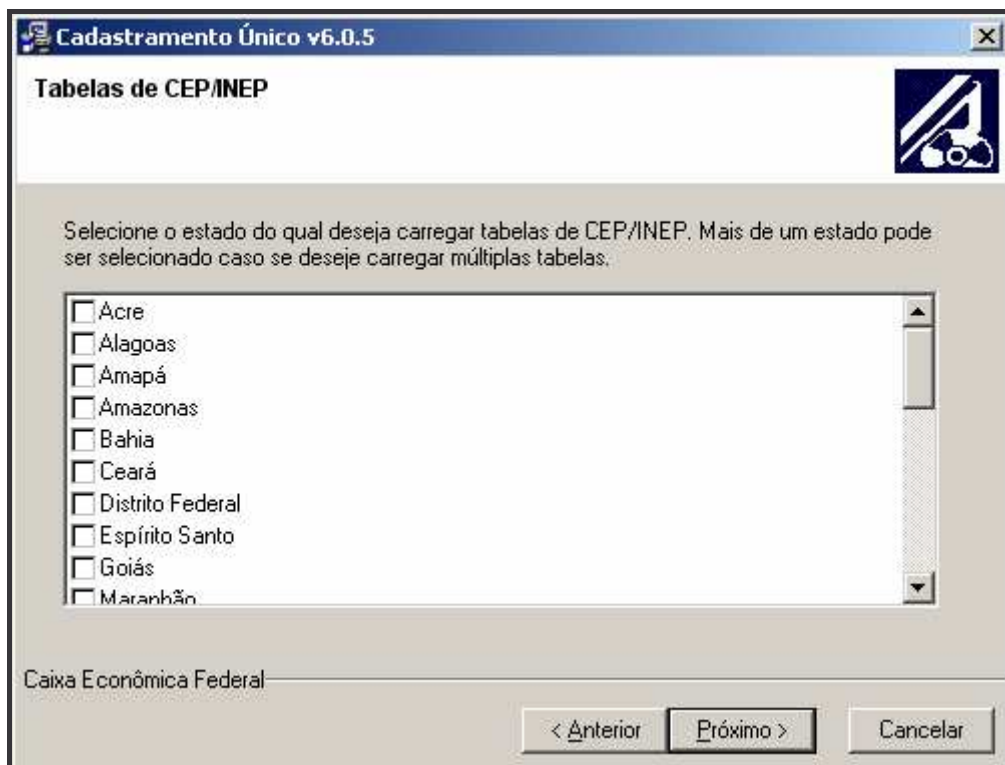 Cadastramento Único v6.0.5
Tabelas de CEP/INEP
Selecione o estado do qual deseja carregar tabelas de CEP/INEP. Mais de um estado pode
ser selecionado caso se deseje carregar múltiplas tabelas.
Acre
Alagoas
Amapá
Amazonas
Bahia
Ceará
Distrito Federal
Espírito Santo
Goiás
Maranhão
Caixa Econômica Federal
< Anterior Próximo > Cancelar